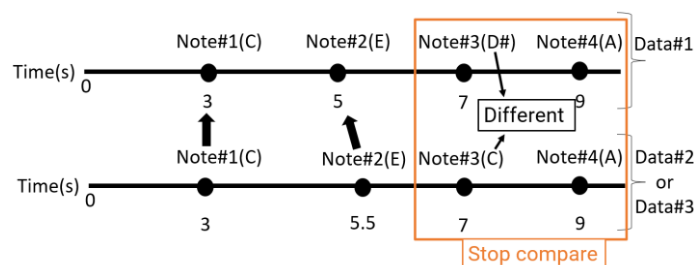 Note#1(C) Note#2(E) Note#3(D#) Note#4(A)
Time(s) Data#1
0 3 5 7 9
Different
Note#1(C) Note#2(E) Note#3(C) Note#4(A)
Time(s) Data#2
or
Data#3
0 3 5.5 7 9
Stop compare